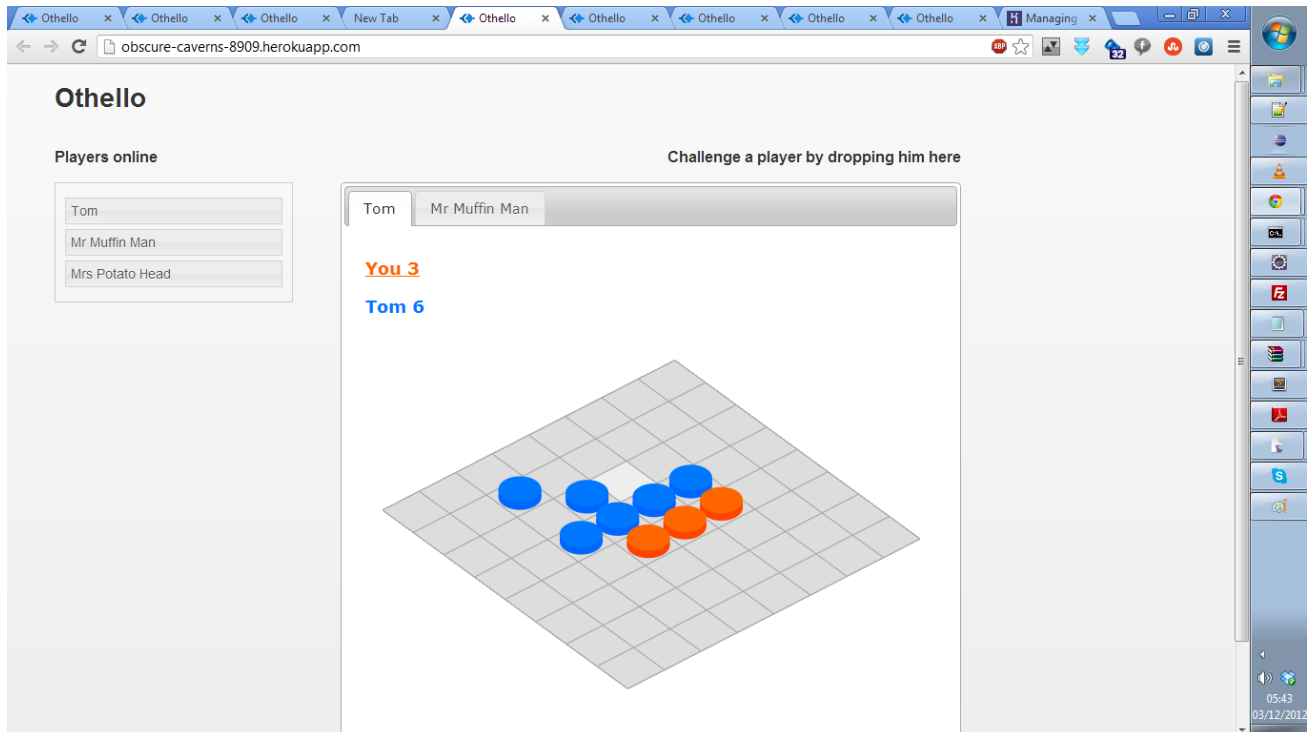 Othello Othello Othello New Tab Othello Othello Othello Othello Othello Managing
obscure-caverns-8909.herokuapp.com ABP 32
Othello
Players online
Challenge a player by dropping him here
Tom
Mr Muffin Man
Mrs Potato Head
Tom Mr Muffin Man
You 3
Tom 6
05:43
03/12/2012